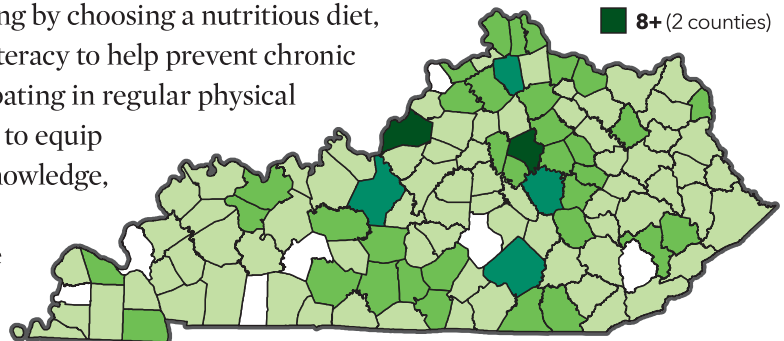 ng by choosing a nutritious diet,
teracy to help prevent chronic
pating in regular physical
to equip
nowledge,
e
8+ (2 counties)